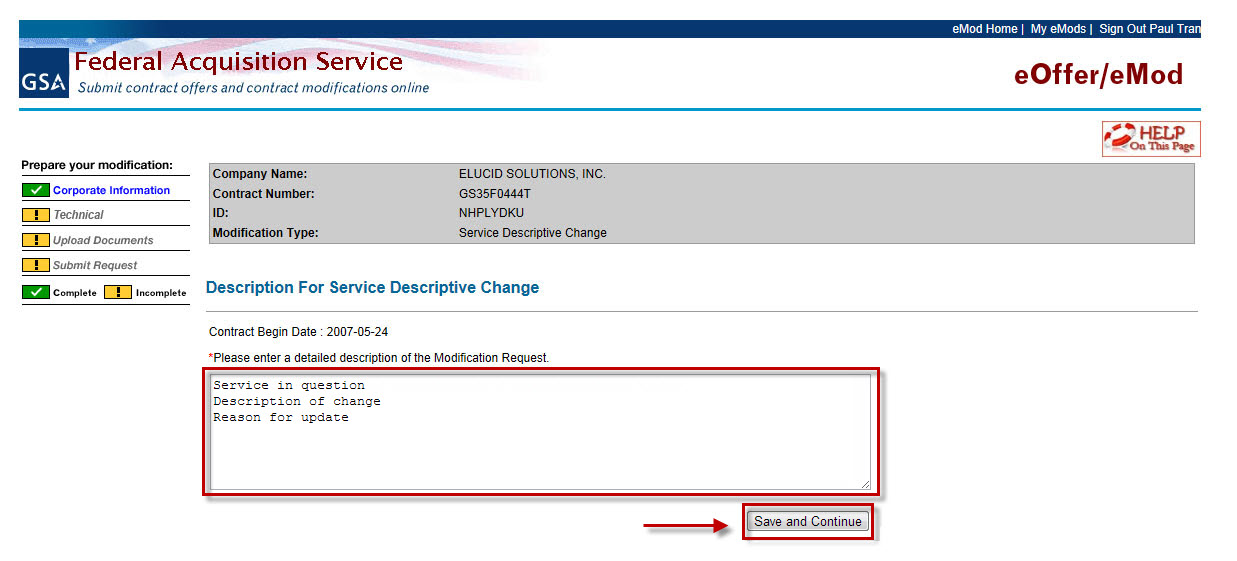 eMod Home | My eMods | Sign Out Paul Tran
GSA
Federal Acquisition Service
Submit contract offers and contract modifications online
eOffer/eMod
HELP
On This Page
Prepare your modification:
Corporate Information
! Technical
! Upload Documents
! Submit Request
Complete ! Incomplete
Company Name: ELUCID SOLUTIONS, INC.
Contract Number: GS35F0444T
ID: NHPLYDKU
Modification Type: Service Descriptive Change
Description For Service Descriptive Change
Contract Begin Date : 2007-05-24
*Please enter a detailed description of the Modification Request.
Service in question
Description of change
Reason for update
Save and Continue